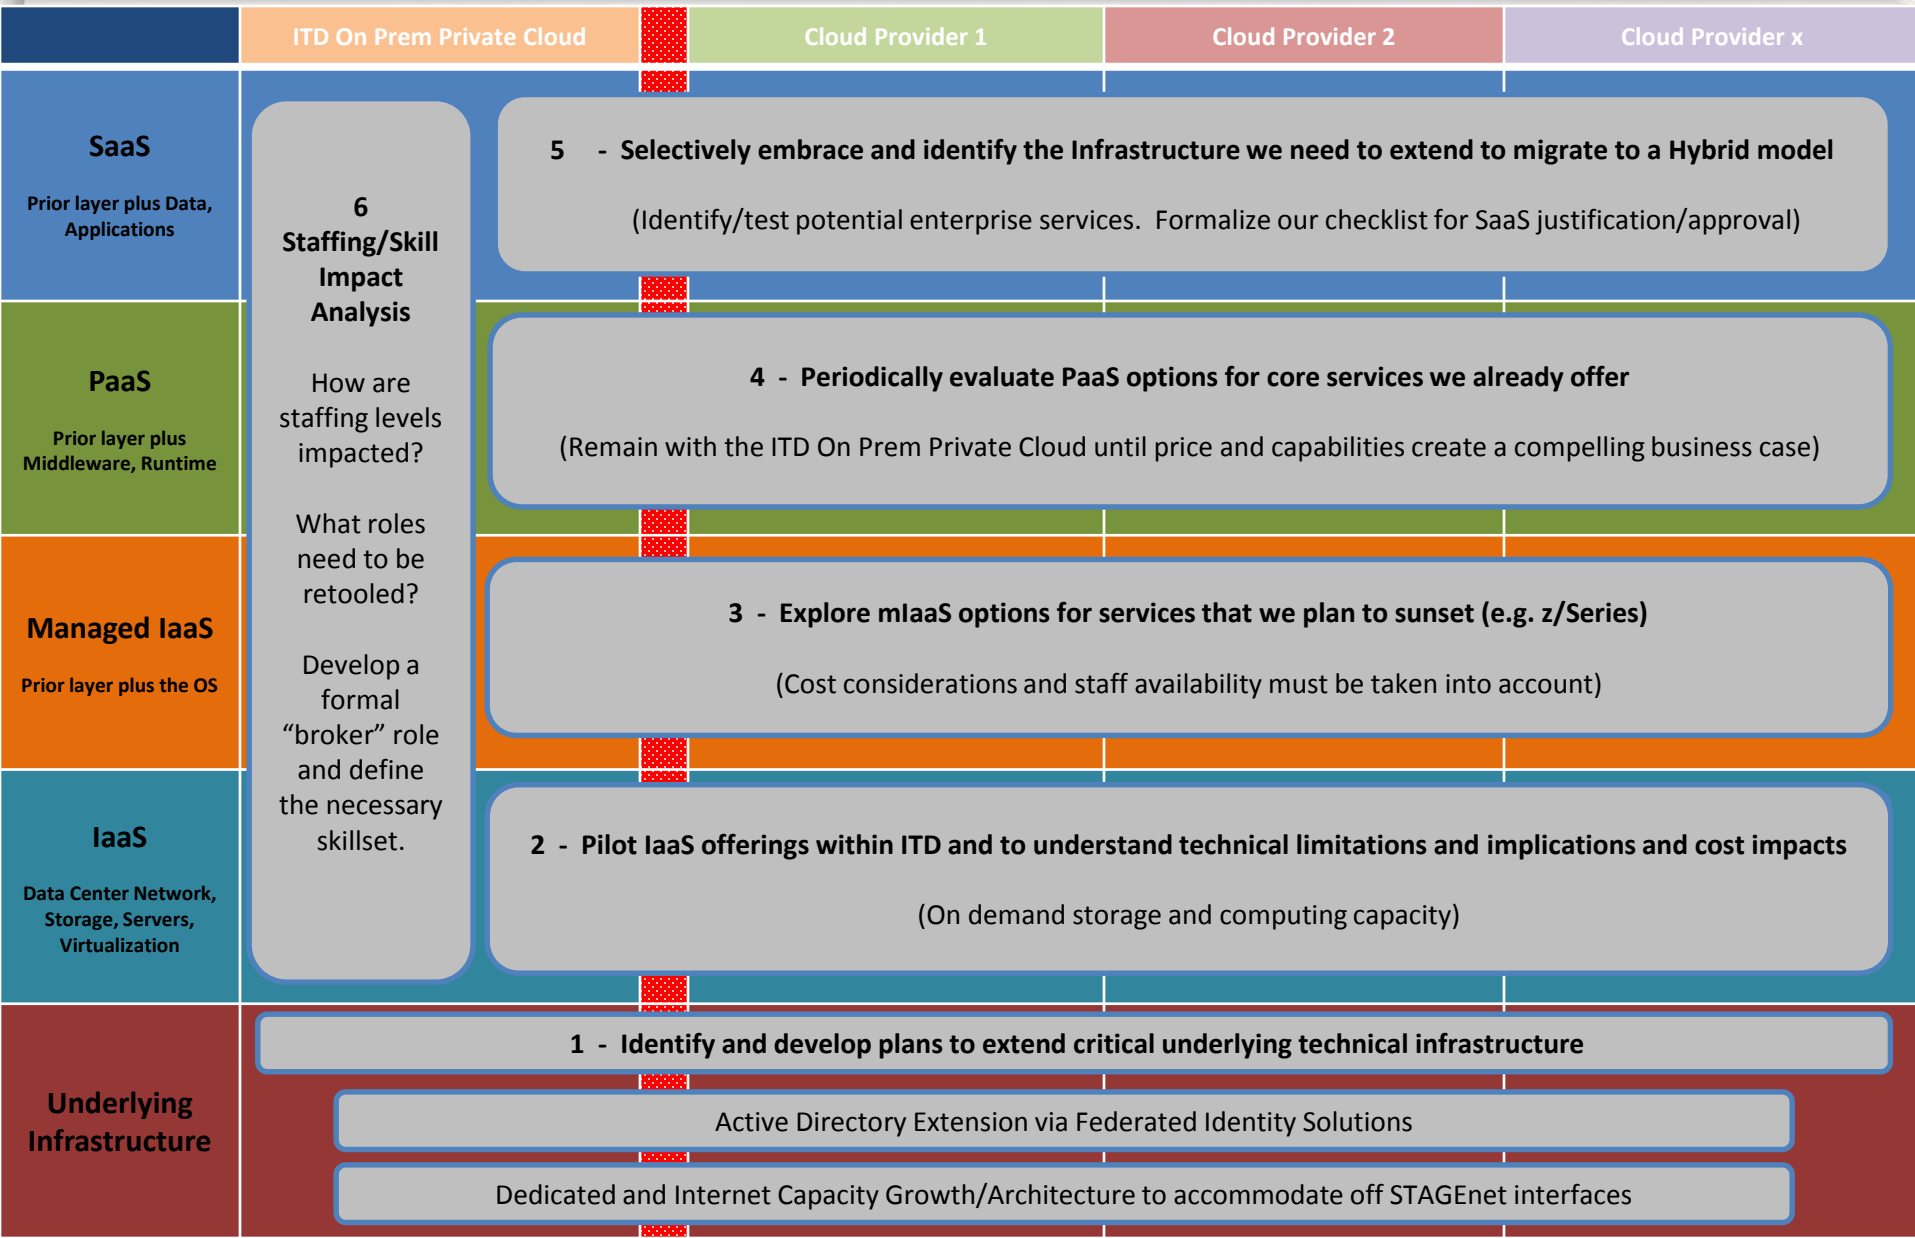 ITD On Prem Private Cloud
Cloud Provider 1
Cloud Provider 2
Cloud Provider x
SaaS
Prior layer plus Data,
Applications
5 - Selectively embrace and identify the Infrastructure we need to extend to migrate to a Hybrid model
(Identify/test potential enterprise services. Formalize our checklist for SaaS justification/approval)
6
Staffing/Skill
Impact
Analysis
How are
staffing levels
impacted?
What roles
need to be
retooled?
Develop a
formal
“broker” role
and define
the necessary
skillset.
PaaS
Prior layer plus
Middleware, Runtime
4 - Periodically evaluate PaaS options for core services we already offer
(Remain with the ITD On Prem Private Cloud until price and capabilities create a compelling business case)
Managed IaaS
Prior layer plus the OS
3 - Explore mIaaS options for services that we plan to sunset (e.g. z/Series)
(Cost considerations and staff availability must be taken into account)
IaaS
Data Center Network,
Storage, Servers,
Virtualization
2 - Pilot IaaS offerings within ITD and to understand technical limitations and implications and cost impacts
(On demand storage and computing capacity)
Underlying
Infrastructure
1 - Identify and develop plans to extend critical underlying technical infrastructure
Active Directory Extension via Federated Identity Solutions
Dedicated and Internet Capacity Growth/Architecture to accommodate off STAGEnet interfaces